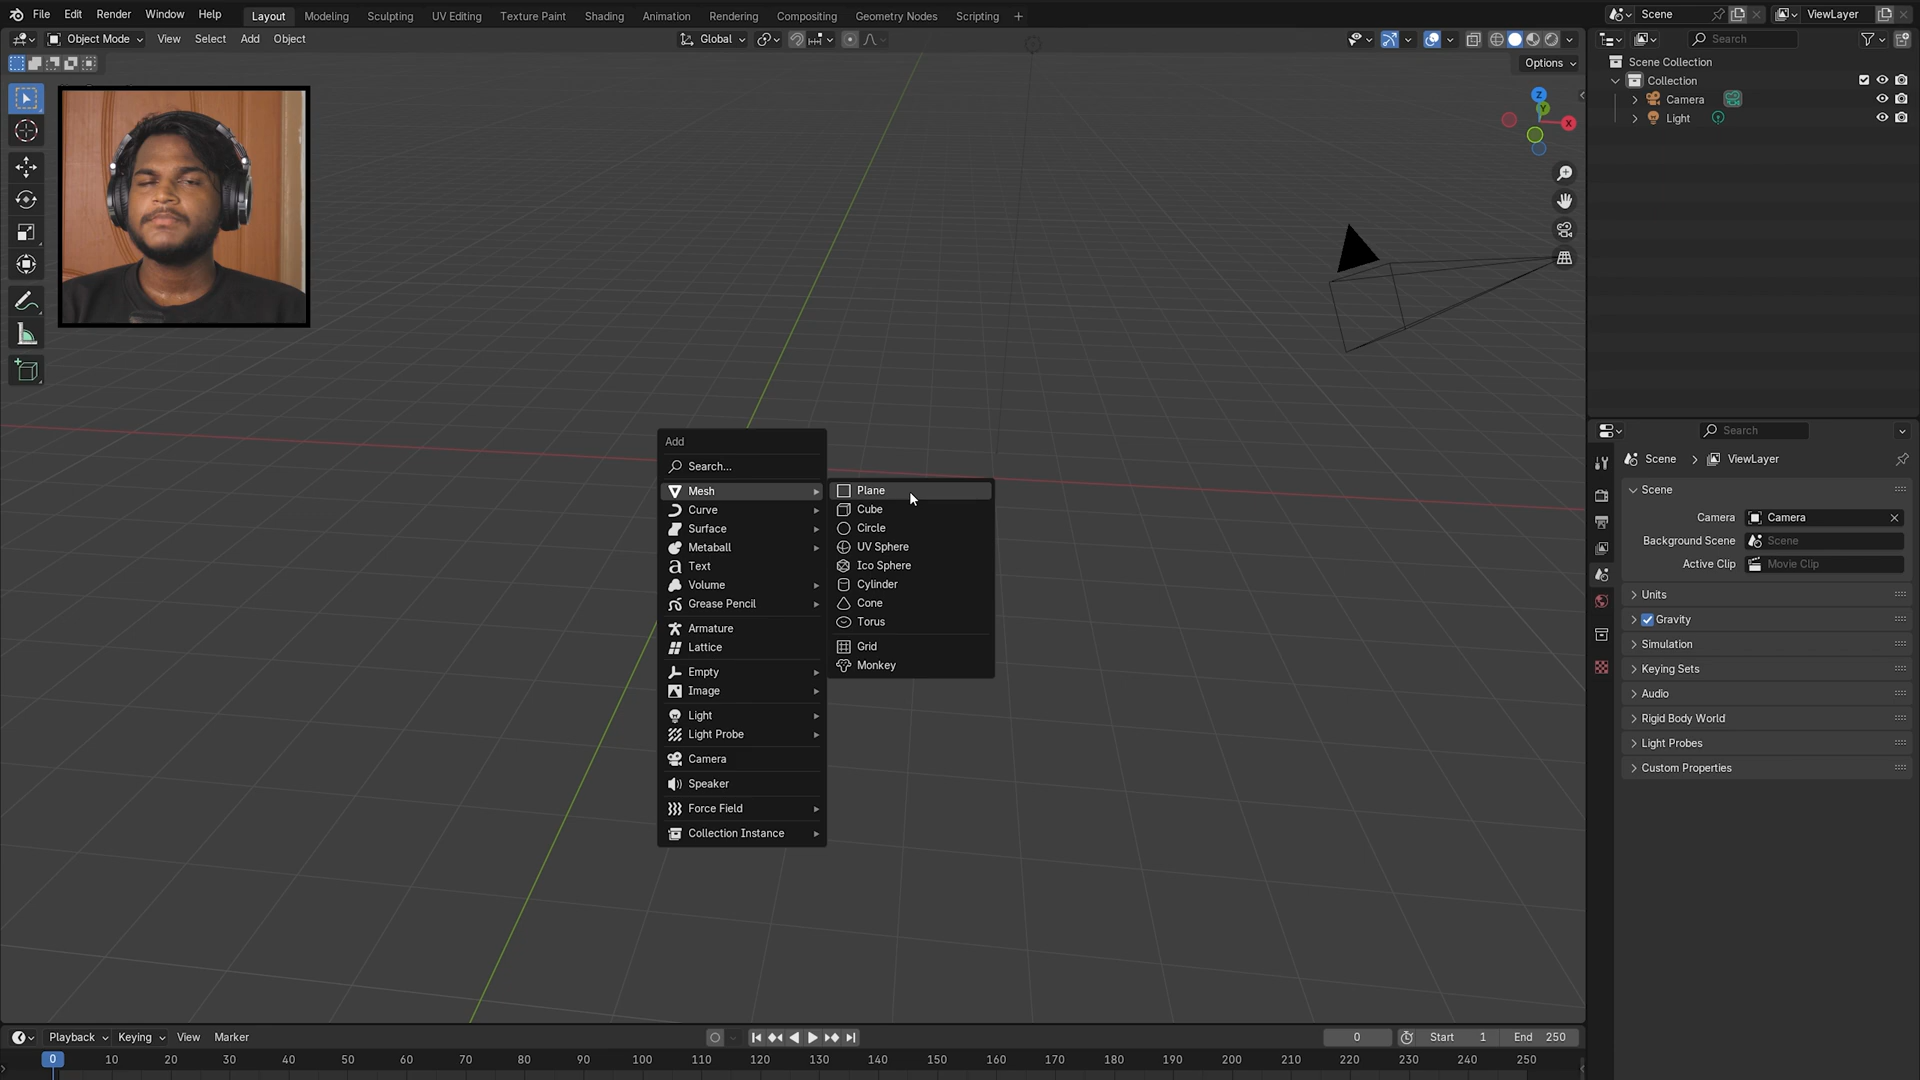 File Edit Render Window Help Layout Modeling Sculpting UV Editing Texture Paint Shading Animation Rendering Compositing Geometry Nodes Scripting + Scene ViewLayer
Object Mode View Select Add Object Global Search
Options
Scene Collection
Collection
Camera
Light
Z
Y
X
Add
Search...
Mesh
Curve
Surface
Metaball
Text
Volume
Grease Pencil
Armature
Lattice
Empty
Image
Light
Light Probe
Camera
Speaker
Force Field
Collection Instance
Plane
Cube
Circle
UV Sphere
Ico Sphere
Cylinder
Cone
Torus
Grid
Monkey
Search
Scene ViewLayer
Scene
Camera Camera
Background Scene Scene
Active Clip Movie Clip
Units
Gravity
Simulation
Keying Sets
Audio
Rigid Body World
Light Probes
Custom Properties
Playback Keying View Marker 0 Start 1 End 250
0 10 20 30 40 50 60 70 80 90 100 110 120 130 140 150 160 170 180 190 200 210 220 230 240 250